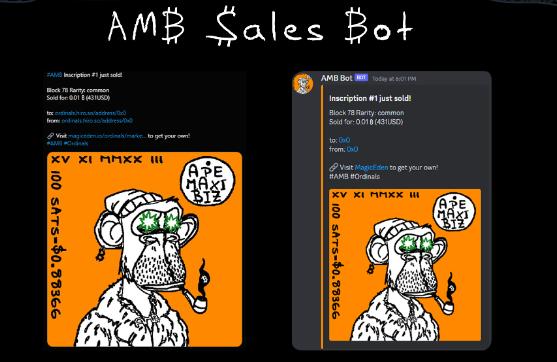 AM₿ $ales ₿ot
#AMB Inscription #1 just sold!
Block 78 Rarity: common
Sold for: 0.01 ₿ (431USD)
to: ordinals.hiro.so/address/0x0
from: ordinals.hiro.so/address/0x0
🔗 Visit magiceden.io/ordinals/marke... to get your own!
#AMB #Ordinals
XV XI MMXX III
100 SATS=$0.88366
APE
MAXI
BIZ
AMB Bot BOT Today at 6:01 PM
Inscription #1 just sold!
Block 78 Rarity: common
Sold for: 0.01 ₿ (431USD)
to: 0x0
from: 0x0
🔗 Visit MagicEden to get your own!
#AMB #Ordinals
XV XI MMXX III
100 SATS=$0.88366
APE
MAXI
BIZ